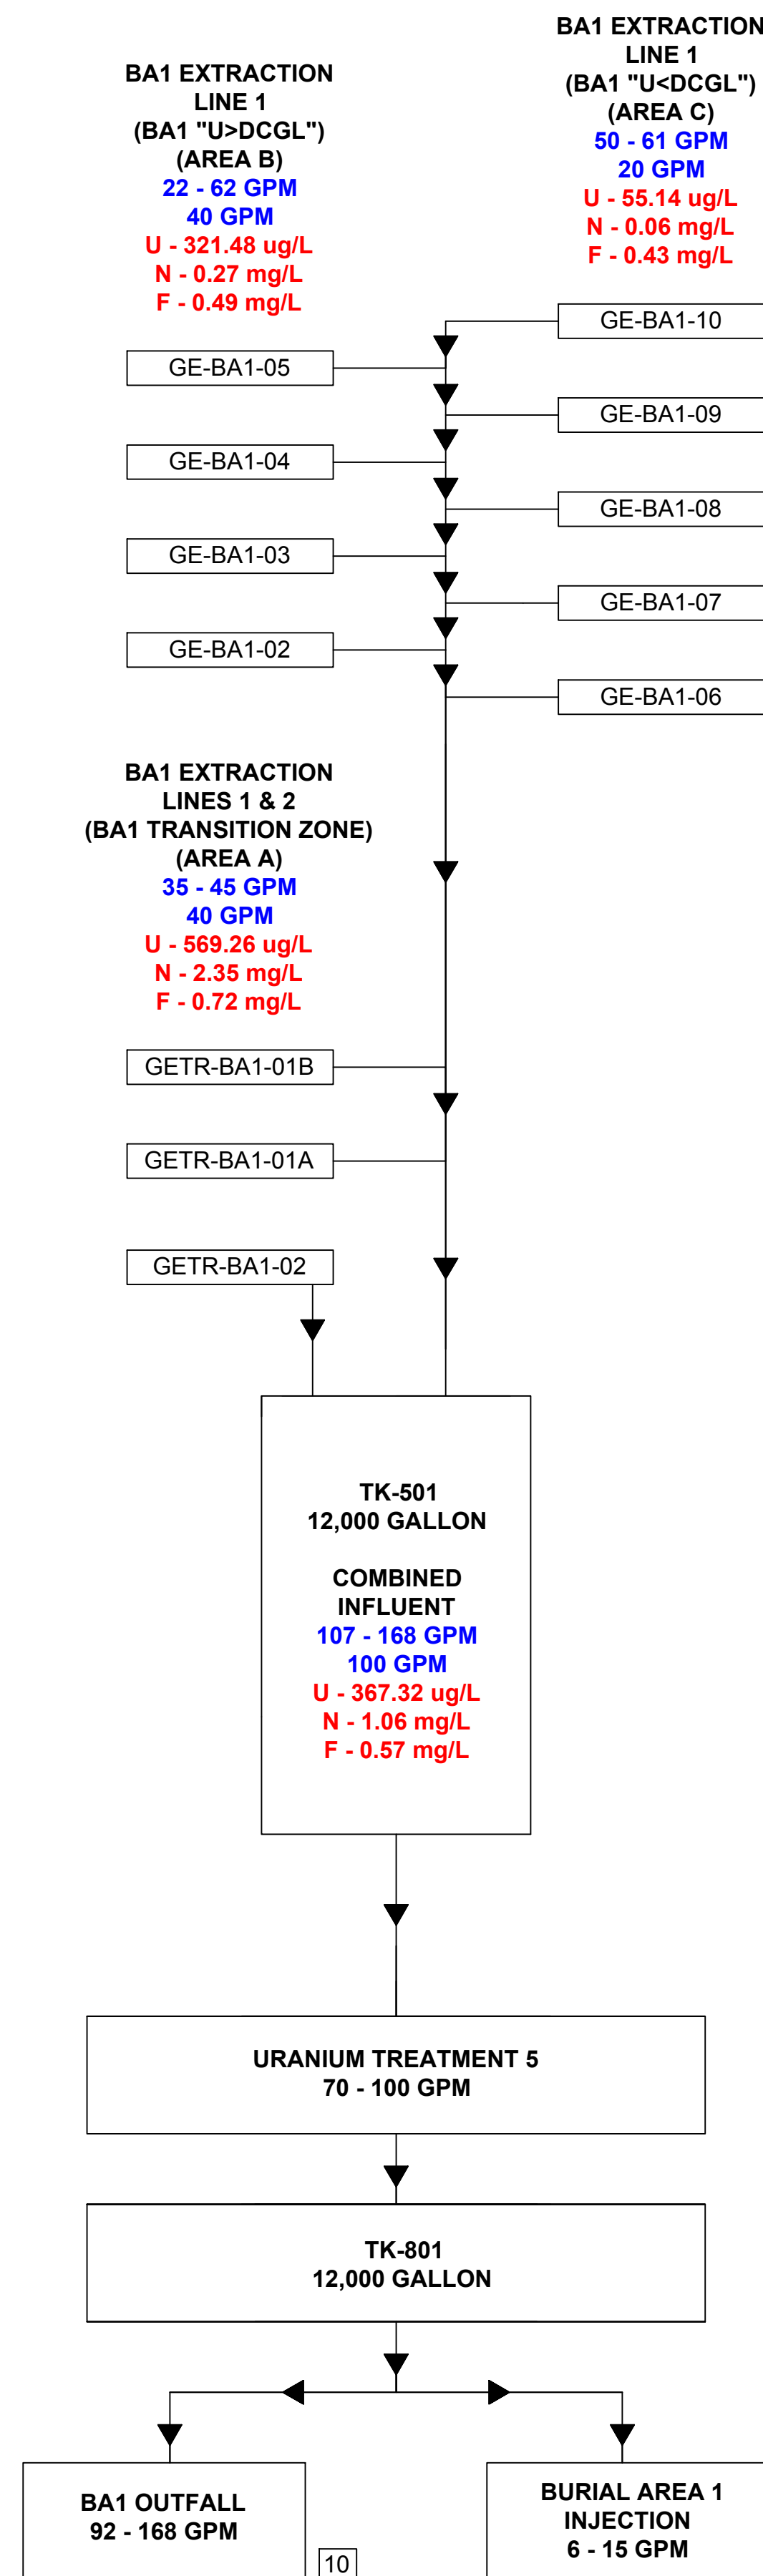 BA1 EXTRACTION
LINE 1
(BA1 "U<DCGL")
(AREA C)
50 - 61 GPM
20 GPM
U - 55.14 ug/L
N - 0.06 mg/L
F - 0.43 mg/L
BA1 EXTRACTION
LINE 1
(BA1 "U>DCGL")
(AREA B)
22 - 62 GPM
40 GPM
U - 321.48 ug/L
N - 0.27 mg/L
F - 0.49 mg/L
GE-BA1-10
GE-BA1-05
GE-BA1-09
GE-BA1-04
GE-BA1-08
GE-BA1-03
GE-BA1-07
GE-BA1-02
GE-BA1-06
BA1 EXTRACTION
LINES 1 & 2
(BA1 TRANSITION ZONE)
(AREA A)
35 - 45 GPM
40 GPM
U - 569.26 ug/L
N - 2.35 mg/L
F - 0.72 mg/L
GETR-BA1-01B
GETR-BA1-01A
GETR-BA1-02
TK-501
12,000 GALLON
COMBINED
INFLUENT
107 - 168 GPM
100 GPM
U - 367.32 ug/L
N - 1.06 mg/L
F - 0.57 mg/L
URANIUM TREATMENT 5
70 - 100 GPM
TK-801
12,000 GALLON
BA1 OUTFALL
92 - 168 GPM
10
BURIAL AREA 1
INJECTION
6 - 15 GPM